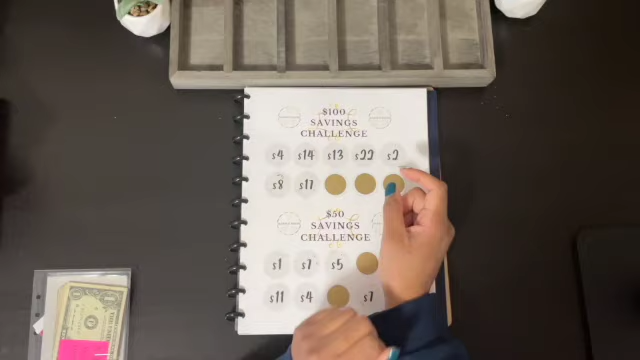 $100
SAVINGS
CHALLENGE
$4 $14 $13 $22 $2
$8 $17
$50
SAVINGS
CHALLENGE
$1 $7 $5
$11 $4 $7